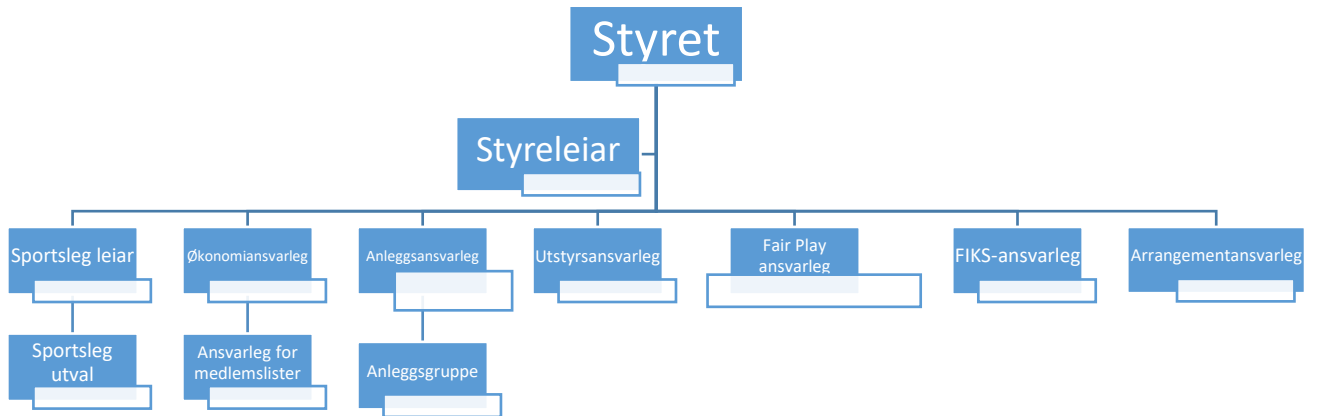 Styret
Styreleiar
Sportsleg leiar
Økonomiansvarleg
Anleggsansvarleg
Utstyrsansvarleg
Fair Play
ansvarleg
FIKS-ansvarleg
Arrangementansvarleg
Sportsleg
utval
Ansvarleg for
medlemslister
Anleggsgruppe